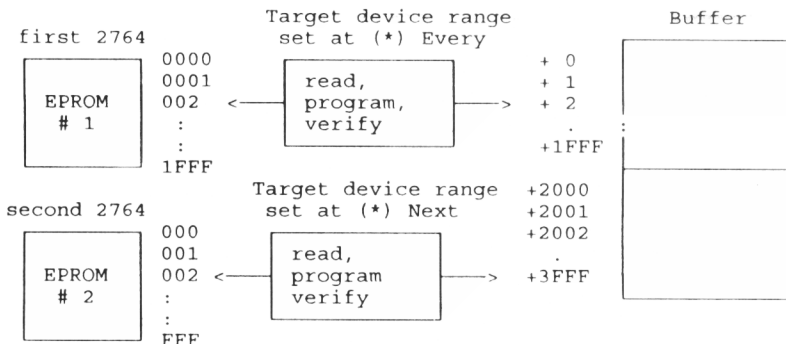 Target device range Buffer
first 2764 set at (*) Every
0000 + 0
0001 read, + 1
EPROM 002 <— program, —> + 2
# 1 : verify . :
: +1FFF
1FFF
Target device range +2000
second 2764 set at (*) Next +2001
000 +2002
001 read, .
EPROM 002 <— program —> +3FFF
# 2 : verify
:
FFF